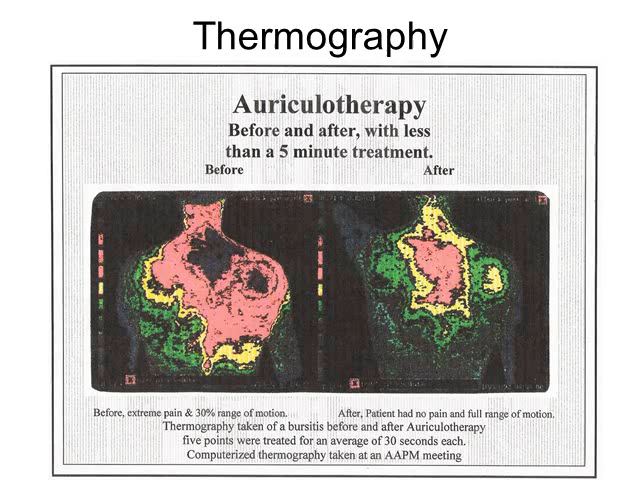 Thermography
Auriculotherapy
Before and after, with less
than a 5 minute treatment.
Before After
Before, extreme pain & 30% range of motion. After, Patient had no pain and full range of motion.
Thermography taken of a bursitis before and after Auriculotherapy
five points were treated for an average of 30 seconds each.
Computerized thermography taken at an AAPM meeting